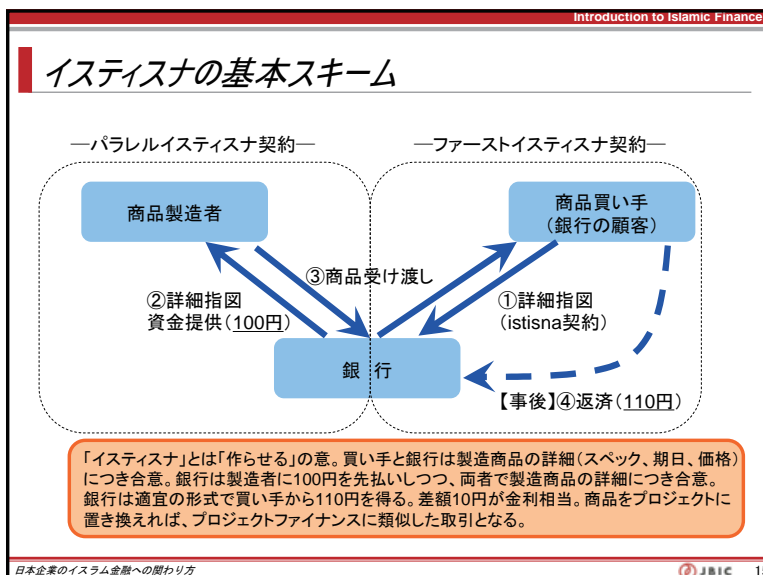 Introduction to Islamic Finance
イスティスナの基本スキーム
―パラレルイスティスナ契約―
―ファーストイスティスナ契約―
商品製造者
商品買い手
(銀行の顧客)
③商品受け渡し
②詳細指図
資金提供(100円)
①詳細指図
(istisna契約)
銀行
【事後】④返済(110円)
「イスティスナ」とは「作らせる」の意。買い手と銀行は製造商品の詳細(スペック、期日、価格)
につき合意。銀行は製造者に100円を先払いしつつ、両者で製造商品の詳細につき合意。
銀行は適宜の形式で買い手から110円を得る。差額10円が金利相当。商品をプロジェクトに
置き換えれば、プロジェクトファイナンスに類似した取引となる。
日本企業のイスラム金融への関わり方
JBIC